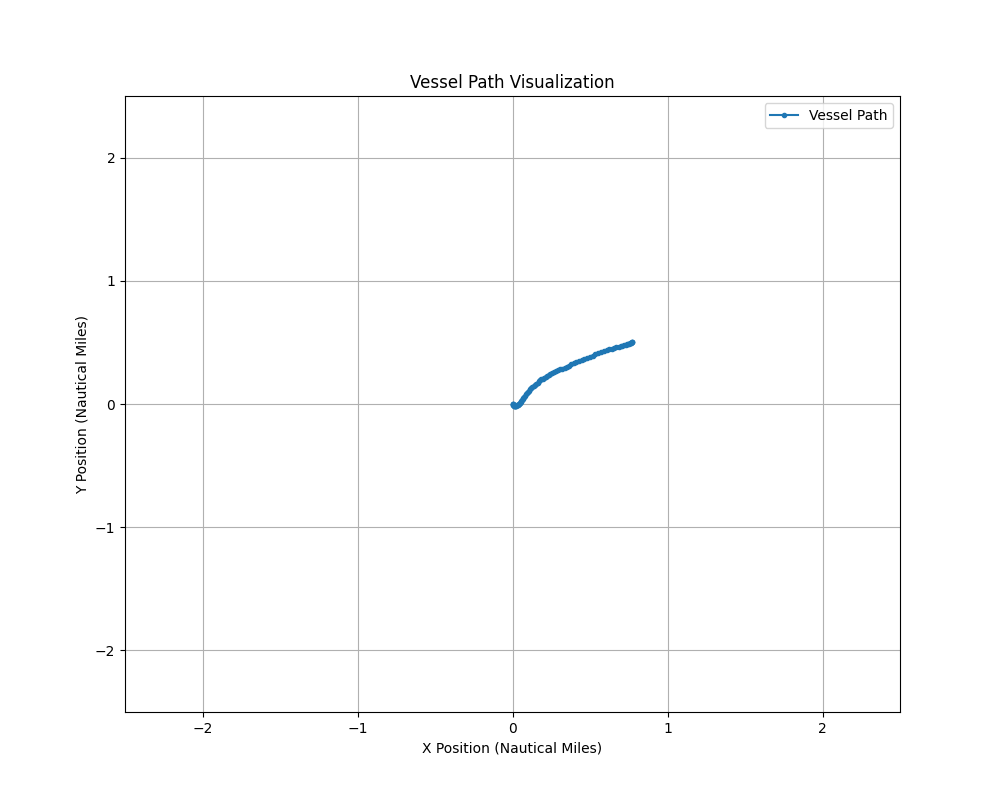 Vessel Path Visualization
Vessel Path
2
1
0
−1
−2
Y Position (Nautical Miles)
−2
−1
0
1
2
X Position (Nautical Miles)